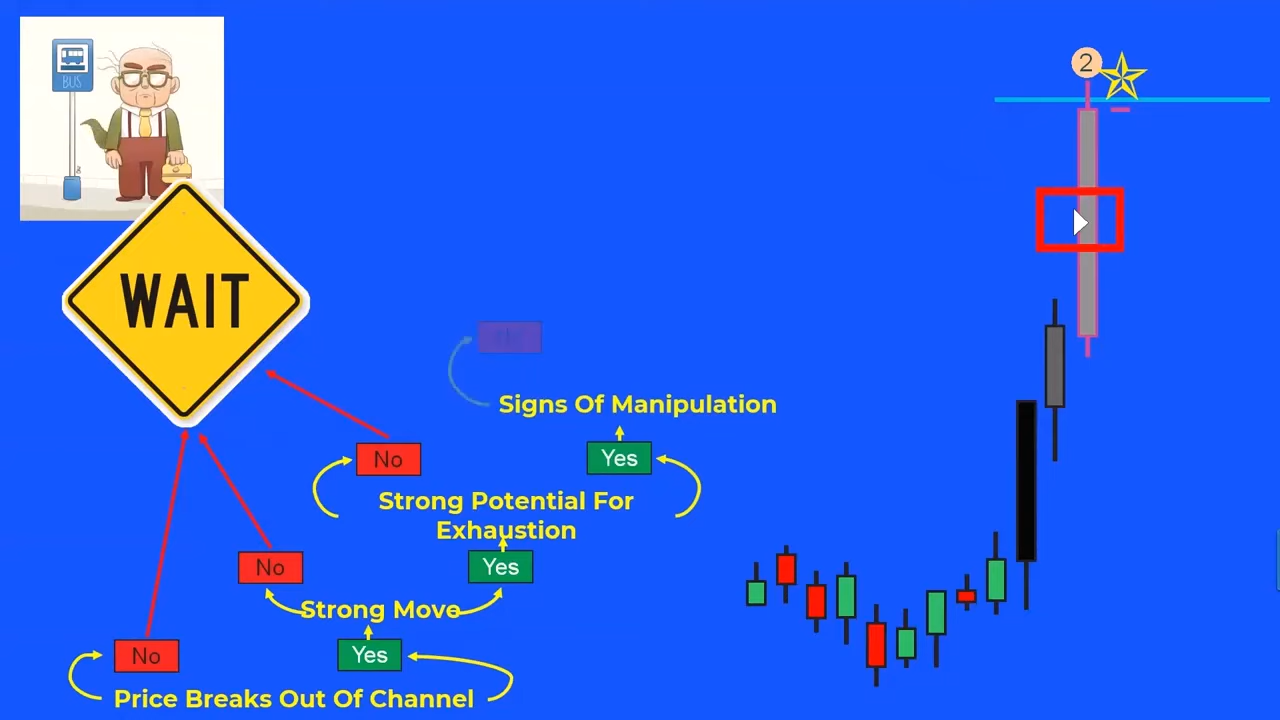 BUS
2
WAIT
Signs Of Manipulation
No
Yes
Strong Potential For
Exhaustion
No
Yes
Strong Move
No
Yes
Price Breaks Out Of Channel